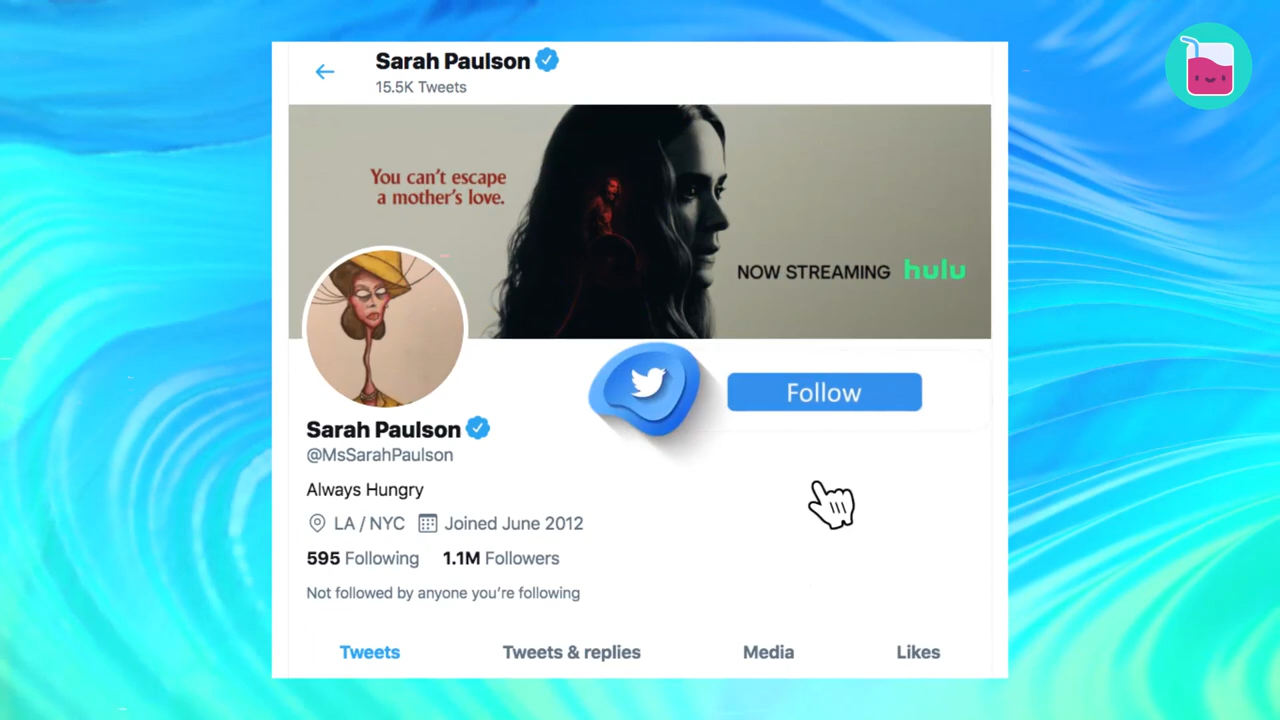 Sarah Paulson
15.5K Tweets
You can't escape
a mother's love.
NOW STREAMING hulu
Follow
Sarah Paulson
@MsSarahPaulson
Always Hungry
LA / NYC Joined June 2012
595 Following 1.1M Followers
Not followed by anyone you're following
Tweets Tweets & replies Media Likes